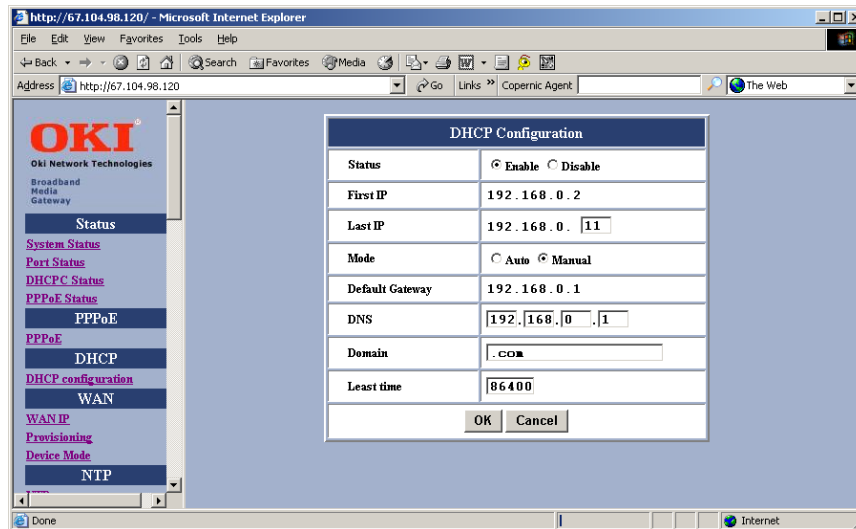 http://67.104.98.120/ - Microsoft Internet Explorer
File Edit View Favorites Tools Help
Back Search Favorites Media
Address http://67.104.98.120 Go Links » Copernic Agent The Web
OKI
Oki Network Technologies
Broadband
Media
Gateway
Status
System Status
Port Status
DHCPC Status
PPPoE Status
PPPoE
PPPoE
DHCP
DHCP configuration
WAN
WAN IP
Provisioning
Device Mode
NTP
DHCP Configuration
Status Enable Disable
First IP 192.168.0.2
Last IP 192.168.0. 11
Mode Auto Manual
Default Gateway 192.168.0.1
DNS 192.168.0.1
Domain .com
Least time 86400
OK Cancel
Done Internet